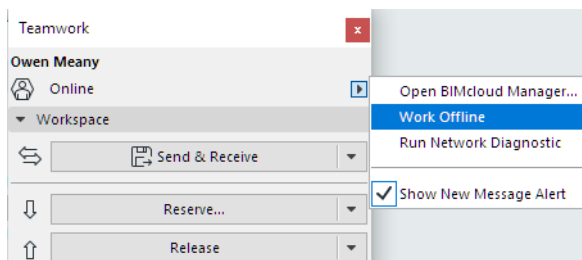 Teamwork
x
Owen Meany
Online
Workspace
Send & Receive
Reserve...
Release
Open BIMcloud Manager...
Work Offline
Run Network Diagnostic
Show New Message Alert